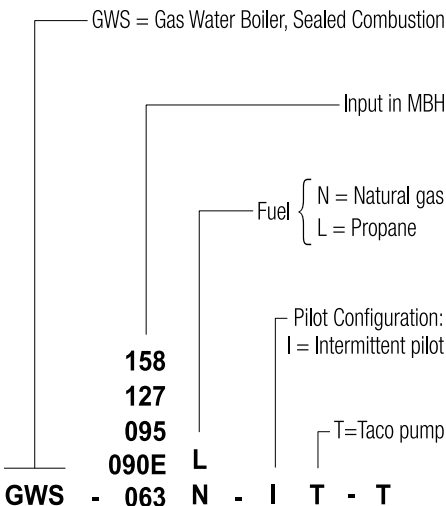 GWS = Gas Water Boiler, Sealed Combustion
Input in MBH
Fuel { N = Natural gas
L = Propane
Pilot Configuration:
I = Intermittent pilot
158
127
095
T=Taco pump
090E L
GWS - 063 N - I T - T